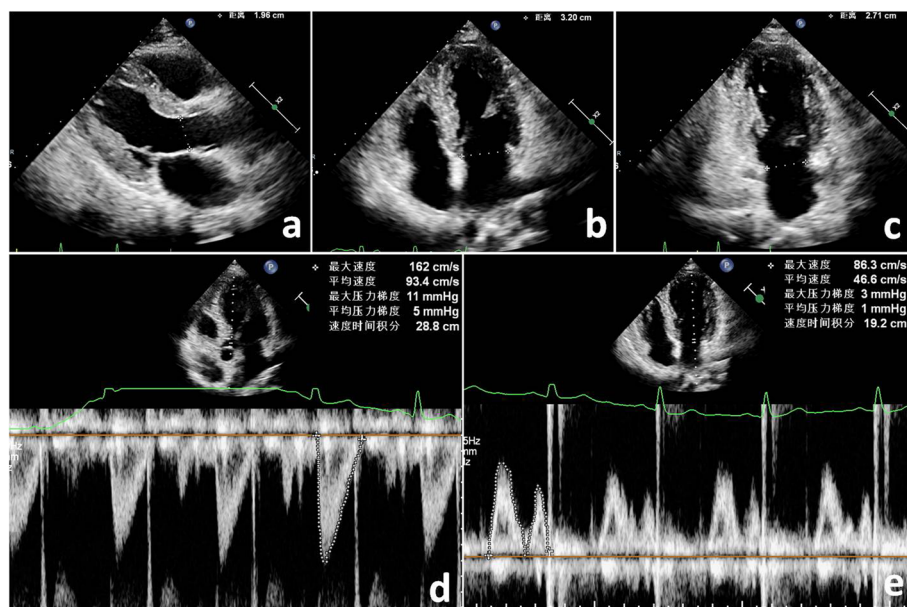 距离 1.96 cm
P
a
距离 3.20 cm
P
b
距离 2.71 cm
P
c
P
最大速度 162 cm/s
平均速度 93.4 cm/s
最大压力梯度 11 mmHg
平均压力梯度 5 mmHg
速度时间积分 28.8 cm
d
P
最大速度 86.3 cm/s
平均速度 46.6 cm/s
最大压力梯度 3 mmHg
平均压力梯度 1 mmHg
速度时间积分 19.2 cm
5Hz
e